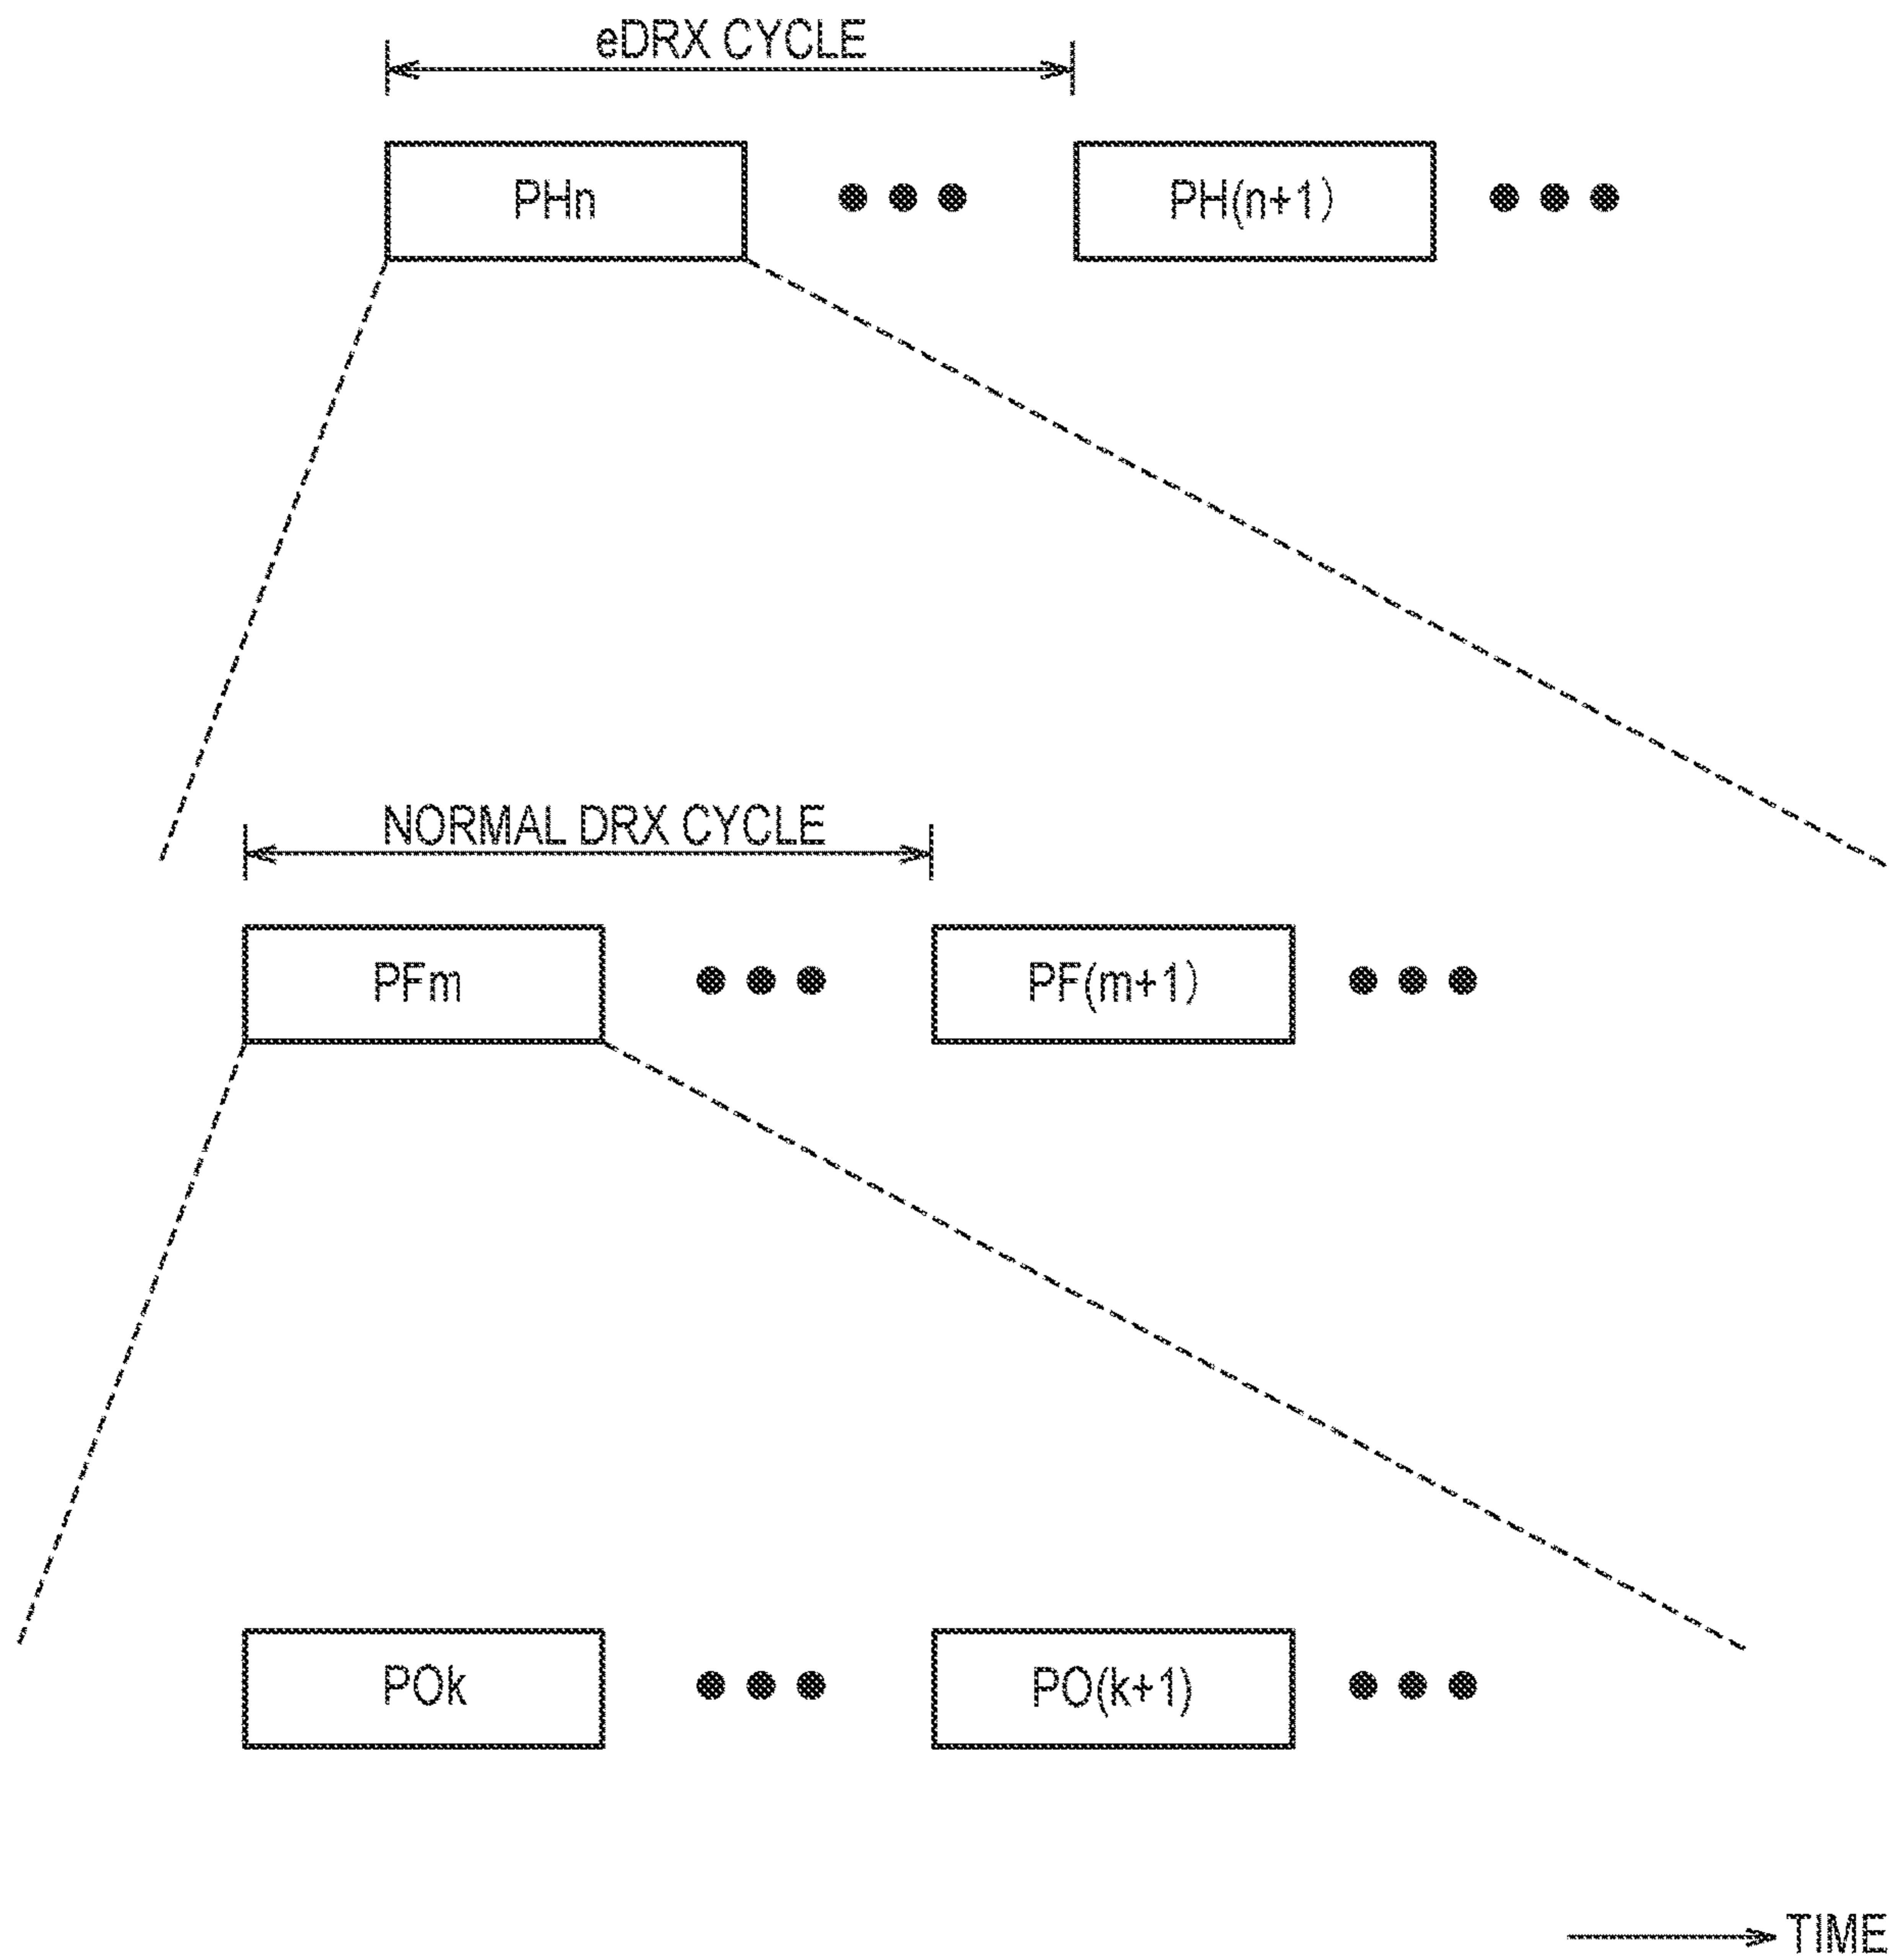 eDRX CYCLE
PHn
PH(n+1)
NORMAL DRX CYCLE
PFm
PF(m+1)
POk
PO(k+1)
TIME